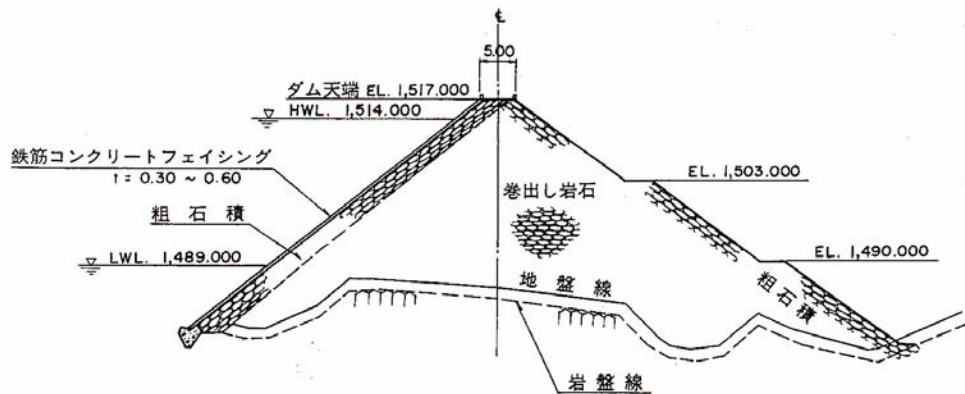 ℄
5.00
ダム天端 EL. 1,517.000
HWL. 1,514.000
鉄筋コンクリートフェイシング
t = 0.30 ~ 0.60
粗石積
LWL. 1,489.000
EL. 1,503.000
巻出し岩石
EL. 1,490.000
地盤線
粗石積
岩盤線